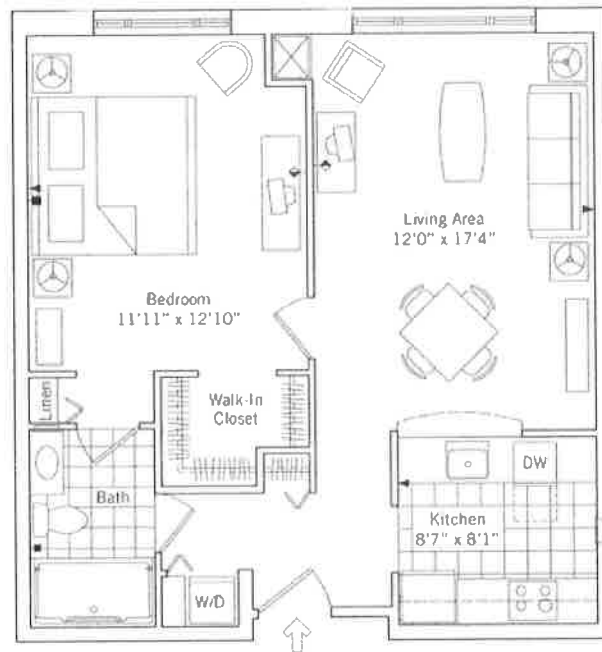 Living Area
12'0" x 17'4"
Bedroom
11'11" x 12'10"
Linen
Walk-In
Closet
Bath
DW
Kitchen
8'7" x 8'1"
W/D